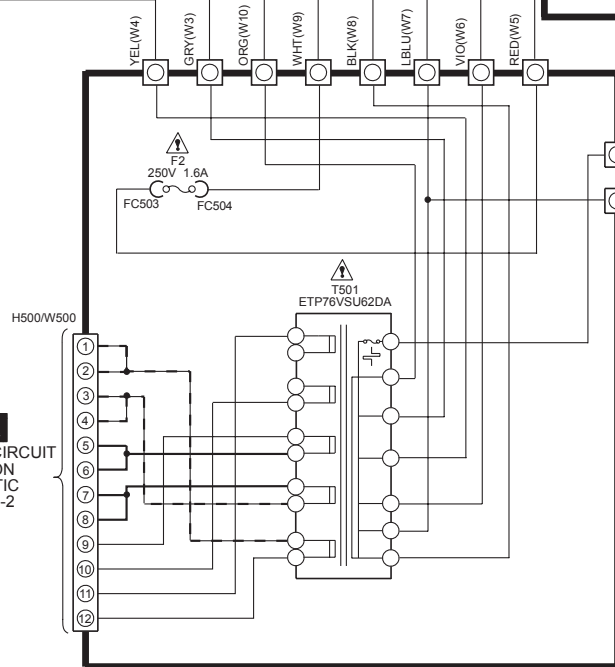 YEL(W4)
GRY(W3)
ORG(W10)
WHT(W9)
BLK(W8)
LBLU(W7)
VIO(W6)
RED(W5)
F2
250V 1.6A
FC503
FC504
T501
ETP76VSU62DA
H500/W500
1
2
3
4
5
6
7
8
9
10
11
12
CIRCUIT
ON
TIC
-2